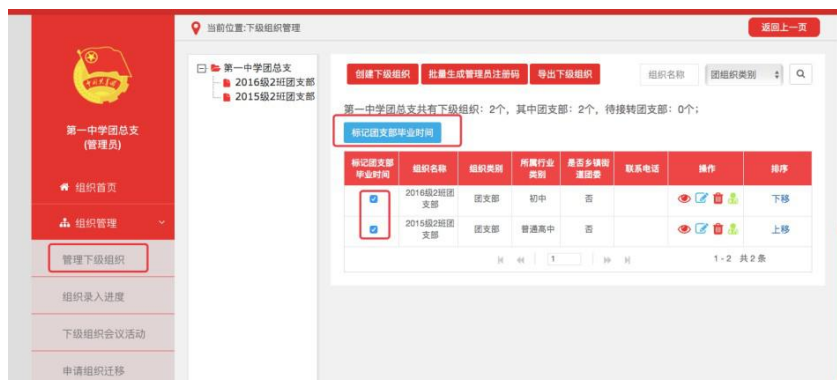 当前位置:下级组织管理
返回上一页
第一中学团总支
(管理员)
组织首页
组织管理
管理下级组织
组织录入进度
下级组织会议活动
申请组织迁移
第一中学团总支
2016级2班团支部
2015级2班团支部
创建下级组织 批量生成管理员注册码 导出下级组织 组织名称 团组织类别
第一中学团总支共有下级组织：2个，其中团支部：2个，待接转团支部：0个；
标记团支部毕业时间
标记团支部毕业时间 组织名称 组织类别 所属行业类别 是否乡镇街道团委 联系电话 操作 排序
2016级2班团支部 团支部 初中 否 下移
2015级2班团支部 团支部 普通高中 否 上移
1 1-2 共2条